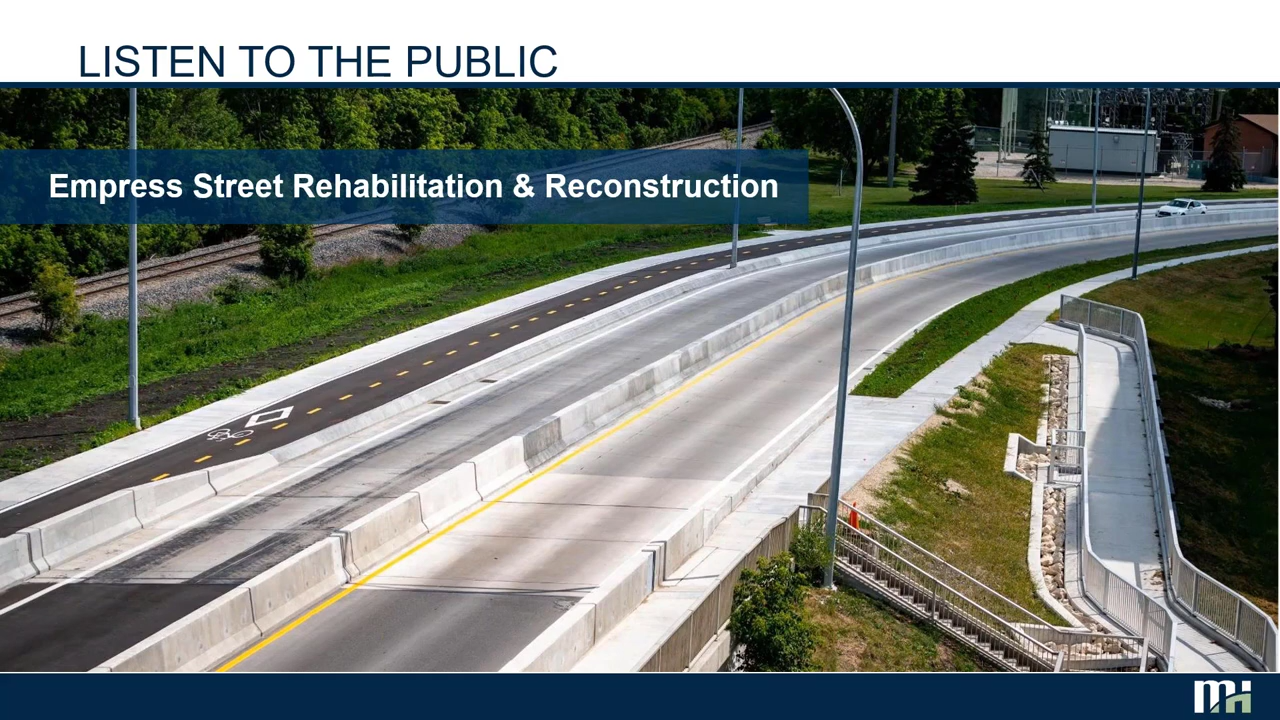 LISTEN TO THE PUBLIC
Empress Street Rehabilitation & Reconstruction